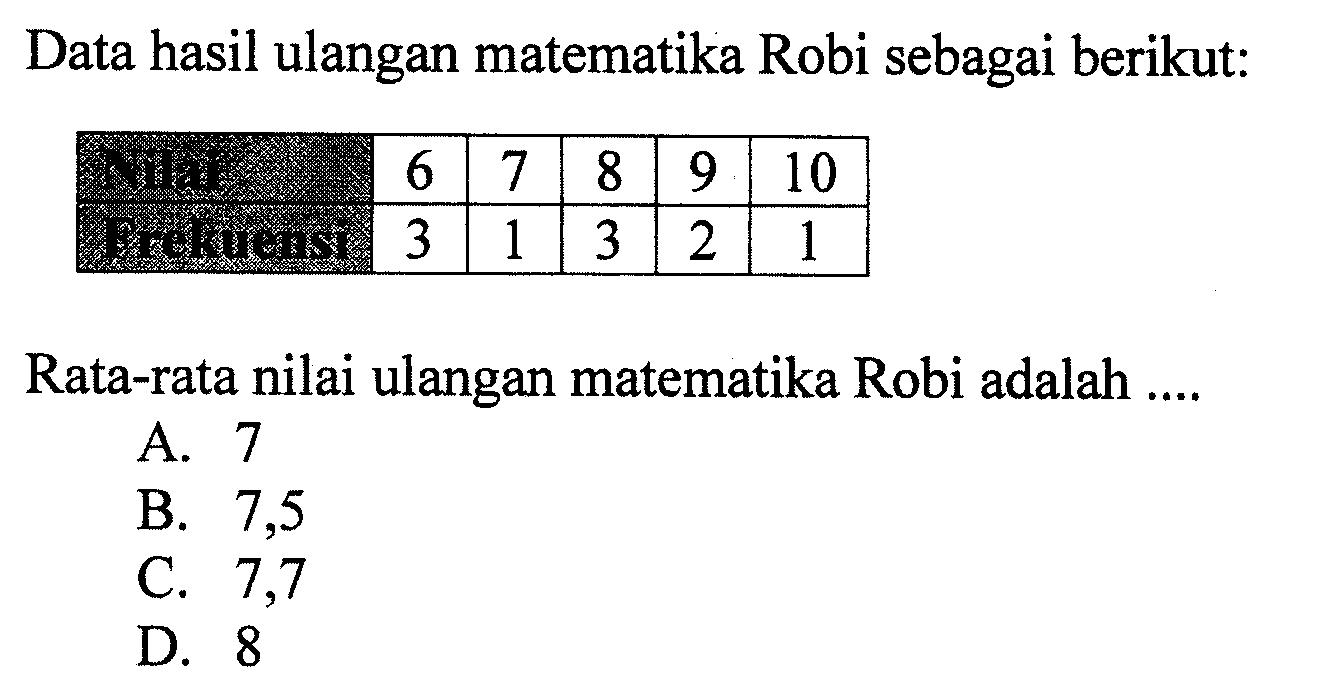 Data hasil ulangan matematika Robi sebagai berikut:
Nilai 6 7 8 9 10
Frekuensi 3 1 3 2 1
Rata-rata nilai ulangan matematika Robi adalah ....
A. 7
B. 7,5
C. 7,7
D. 8